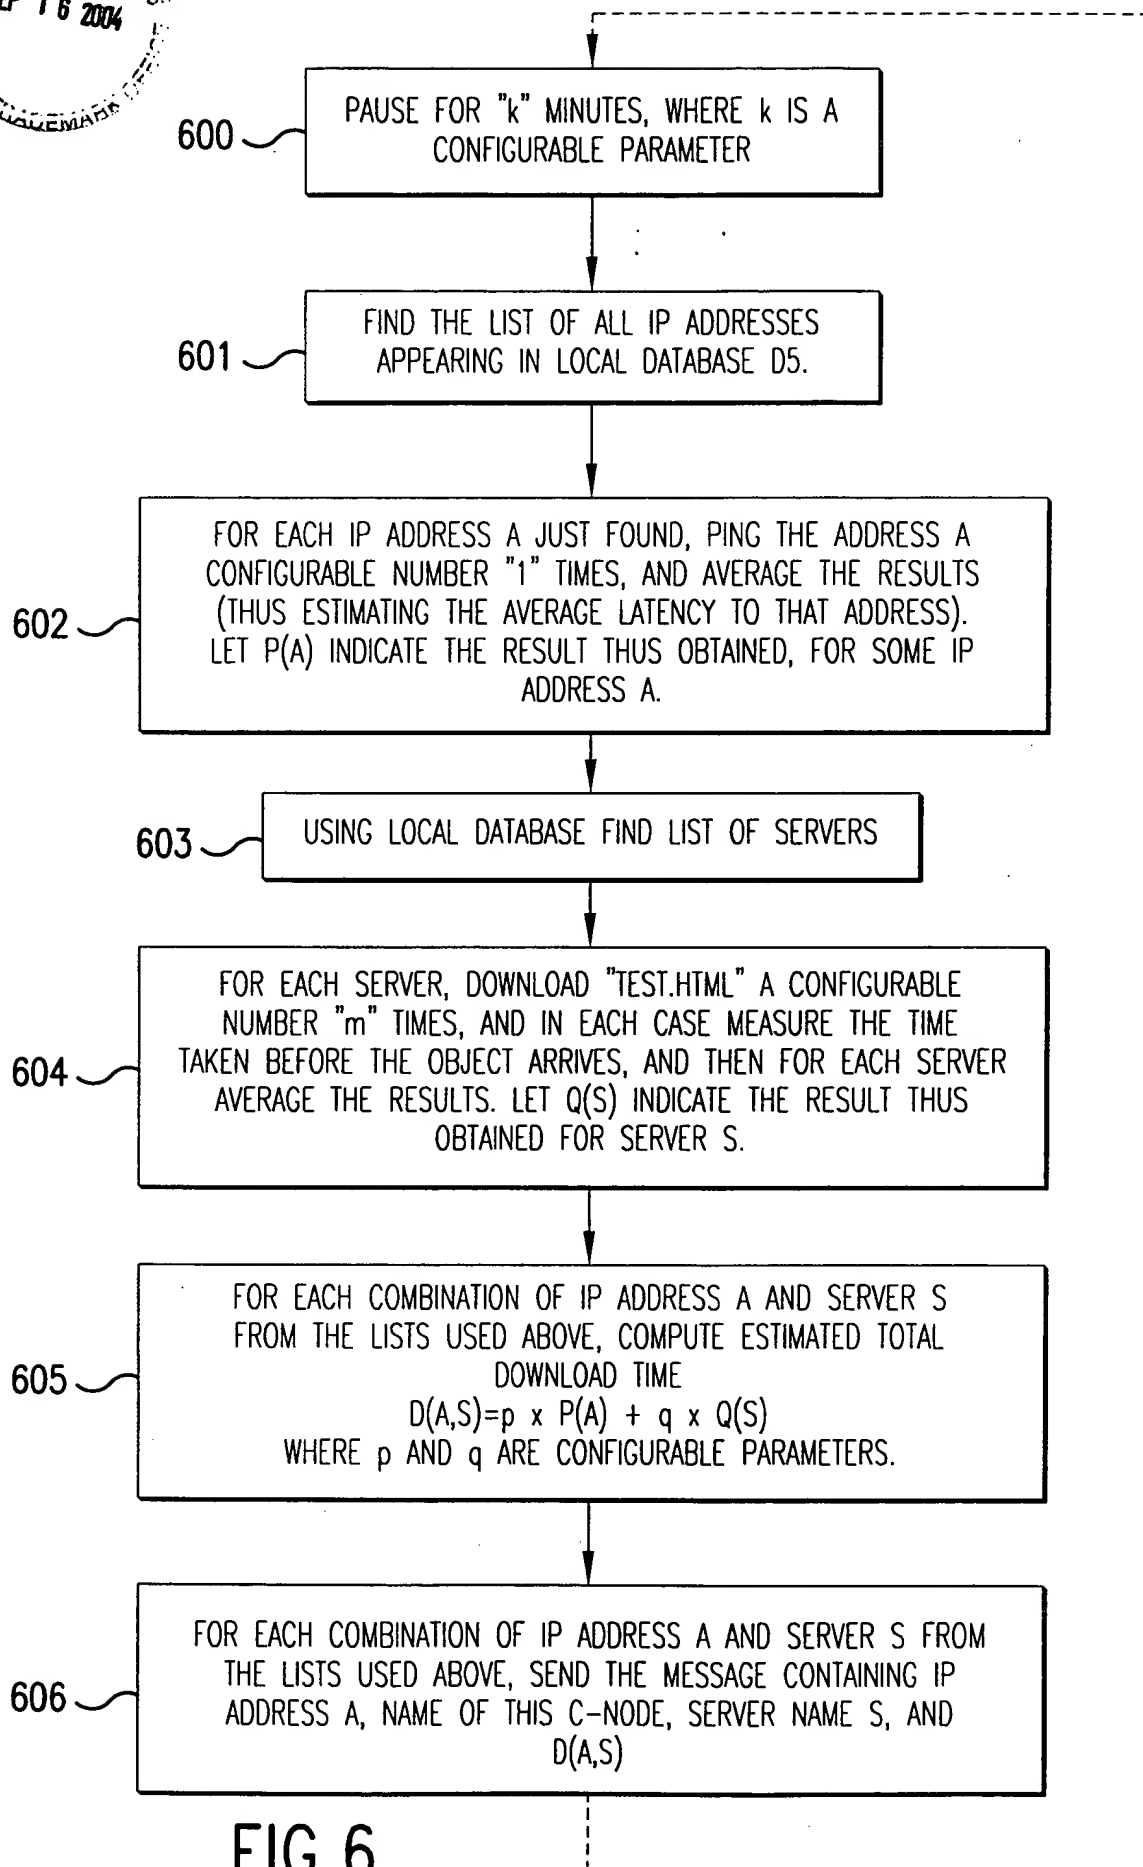 1 6 2004
TRADEMARK
PAUSE FOR "k" MINUTES, WHERE k IS A
CONFIGURABLE PARAMETER
600
FIND THE LIST OF ALL IP ADDRESSES
APPEARING IN LOCAL DATABASE D5.
601
FOR EACH IP ADDRESS A JUST FOUND, PING THE ADDRESS A
CONFIGURABLE NUMBER "1" TIMES, AND AVERAGE THE RESULTS
(THUS ESTIMATING THE AVERAGE LATENCY TO THAT ADDRESS).
LET P(A) INDICATE THE RESULT THUS OBTAINED, FOR SOME IP
ADDRESS A.
602
USING LOCAL DATABASE FIND LIST OF SERVERS
603
FOR EACH SERVER, DOWNLOAD "TEST.HTML" A CONFIGURABLE
NUMBER "m" TIMES, AND IN EACH CASE MEASURE THE TIME
TAKEN BEFORE THE OBJECT ARRIVES, AND THEN FOR EACH SERVER
AVERAGE THE RESULTS. LET Q(S) INDICATE THE RESULT THUS
OBTAINED FOR SERVER S.
604
FOR EACH COMBINATION OF IP ADDRESS A AND SERVER S
FROM THE LISTS USED ABOVE, COMPUTE ESTIMATED TOTAL
DOWNLOAD TIME
D(A,S)=p x P(A) + q x Q(S)
WHERE p AND q ARE CONFIGURABLE PARAMETERS.
605
FOR EACH COMBINATION OF IP ADDRESS A AND SERVER S FROM
THE LISTS USED ABOVE, SEND THE MESSAGE CONTAINING IP
ADDRESS A, NAME OF THIS C-NODE, SERVER NAME S, AND
D(A,S)
606
FIG 6